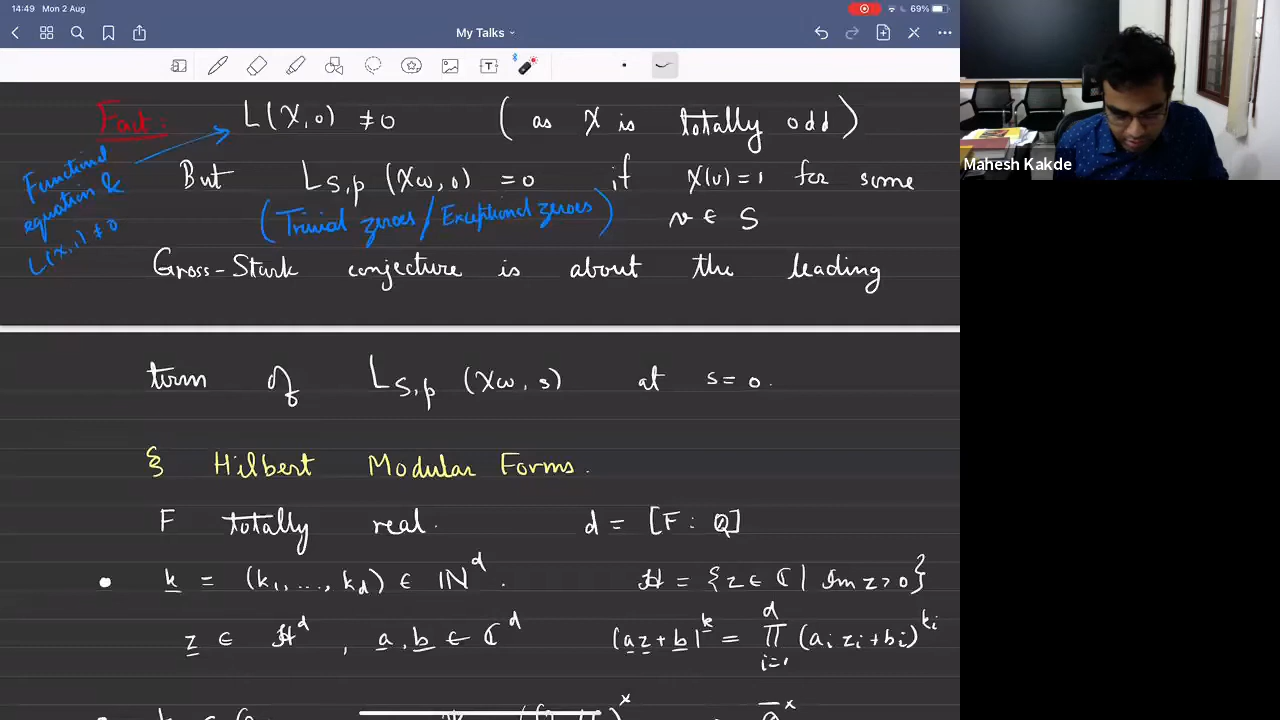 14:49 Mon 2 Aug
69%
My Talks
Fact: L(χ,0) ≠0 (as χ is totally odd)
Functional equation & L(χ,1) ≠0
But L_{S,p} (χω, 0) =0 if χ(v)=1 for some
(Trivial zeroes/Exceptional zeroes) v ∈ S
Gross-Stark conjecture is about the leading
term of L_{S,p} (χω, s) at s= 0.
§ Hilbert Modular Forms.
F totally real. d = [F : Q]
• k = (k_1, ..., k_d) ∈ IN^d. H = {z ∈ ℂ | Im z>0}
z ∈ H^d, a, b ∈ ℂ^d (az+b)^k = ∏_{i=1}^d (a_i z_i+b_i)^{k_i}
Mahesh Kakde